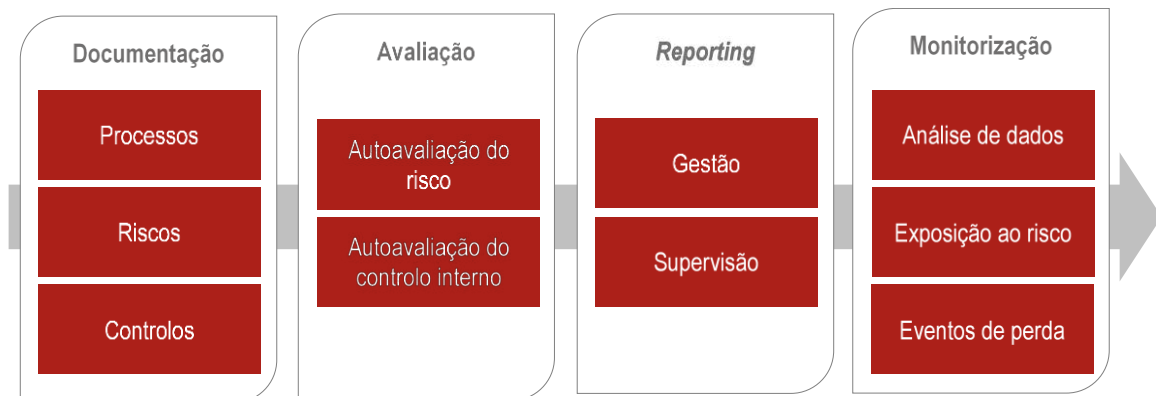 Documentação
Processos
Riscos
Controlos
Avaliação
Autoavaliação do
risco
Autoavaliação do
controlo interno
Reporting
Gestão
Supervisão
Monitorização
Análise de dados
Exposição ao risco
Eventos de perda